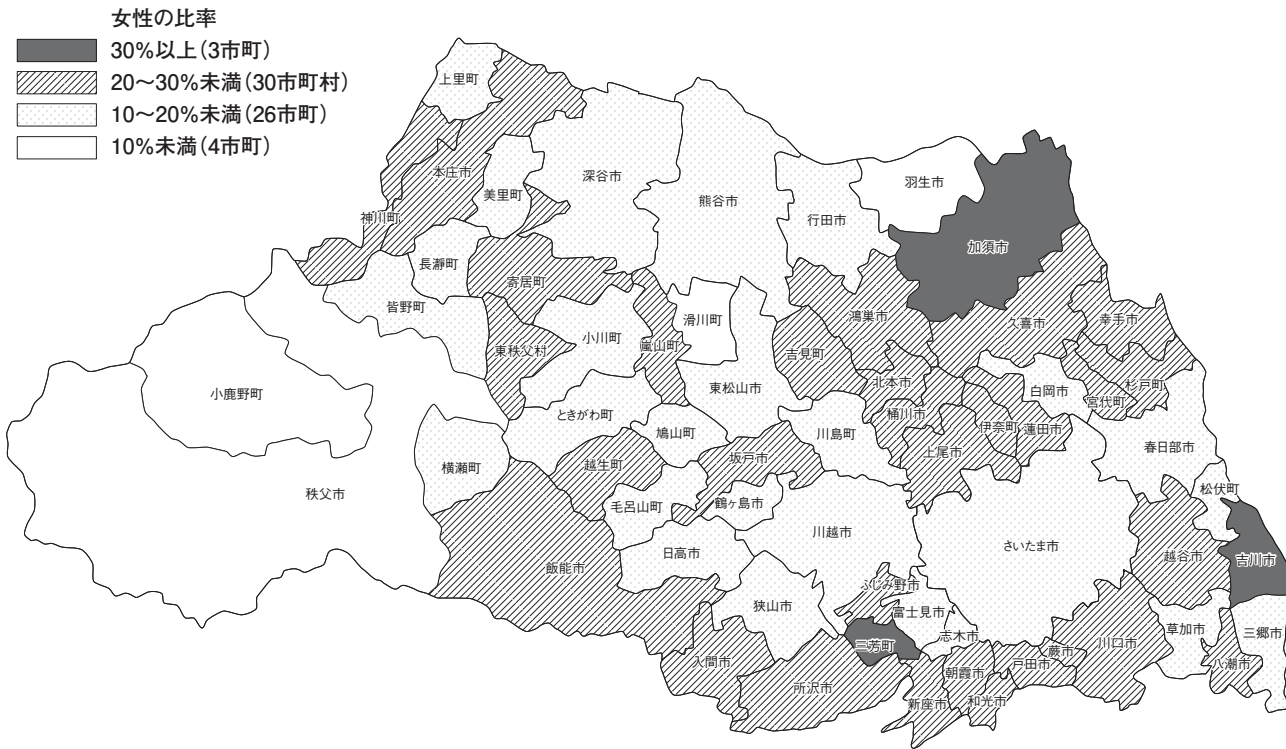 女性の比率
30%以上(3市町)
20～30%未満(30市町村)
10～20%未満(26市町)
10%未満(4市町)
上里町
本庄市
美里町
深谷市
熊谷市
行田市
羽生市
加須市
神川町
長瀞町
皆野町
寄居町
東秩父村
小川町
嵐山町
滑川町
吉見町
鴻巣市
久喜市
幸手市
小鹿野町
東松山市
北本市
桶川市
伊奈町
蓮田市
白岡市
宮代町
杉戸町
ときがわ町
鳩山町
川島町
上尾市
春日部市
横瀬町
秩父市
越生町
坂戸市
毛呂山町
鶴ヶ島市
川越市
さいたま市
松伏町
越谷市
吉川市
飯能市
日高市
狭山市
ふじみ野市
富士見市
志木市
三芳町
入間市
所沢市
新座市
朝霞市
和光市
戸田市
蕨市
川口市
草加市
八潮市
三郷市